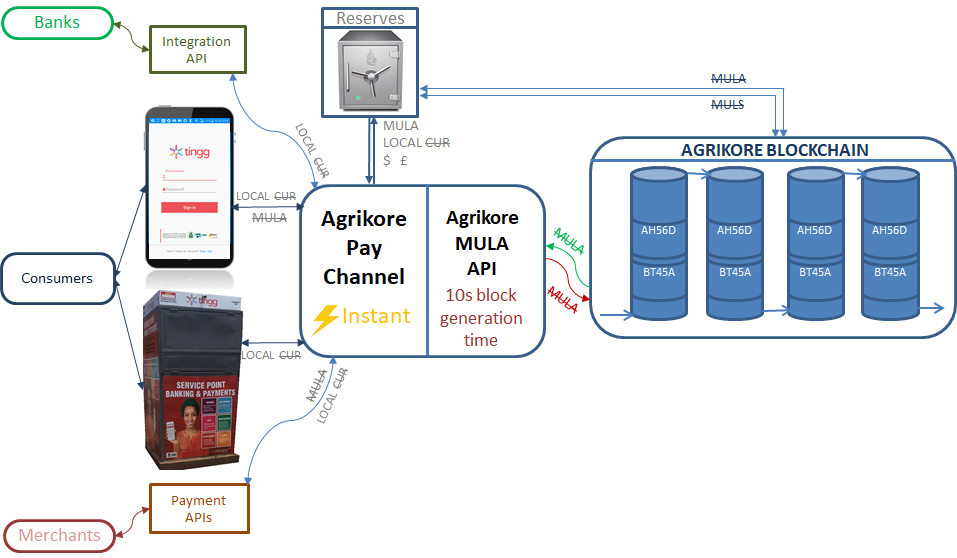 Banks
Integration
API
Reserves
MULA
MULS
MULA
LOCAL CUR
$ £
LOCAL CUR
tingg
Password
Sign in
LOCAL CUR
MULA
Consumers
Agrikore
Pay
Channel
Instant
Agrikore
MULA
API
10s block
generation
time
MULA
MULA
AGRIKORE BLOCKCHAIN
AH56D
AH56D
AH56D
AH56D
BT45A
BT45A
BT45A
BT45A
tingg
SERVICE POINT
BANKING & PAYMENTS
LOCAL CUR
MULA
LOCAL CUR
Payment
APIs
Merchants